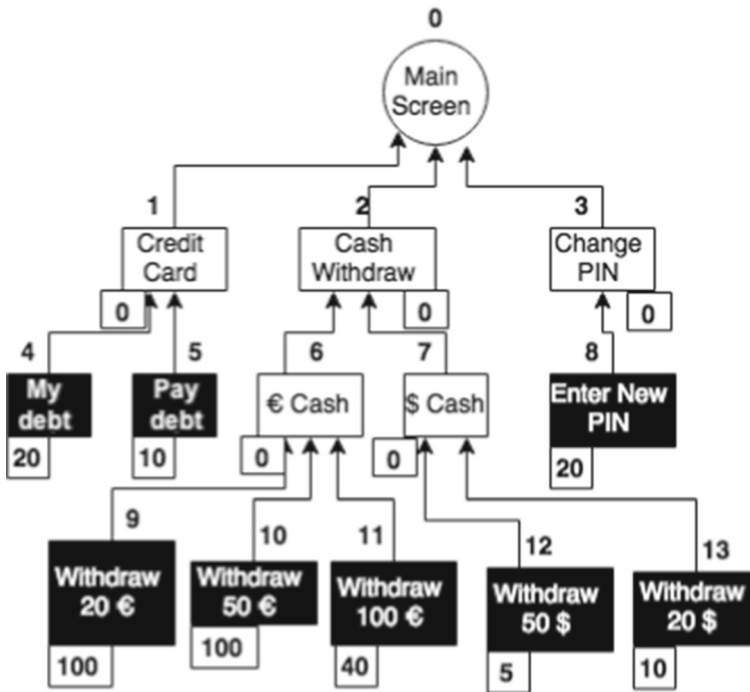 0
Main
Screen
1
2
3
Credit
Card
Cash
Withdraw
Change
PIN
0
0
0
4
5
6
7
8
My
debt
Pay
debt
€ Cash
$ Cash
Enter New
PIN
20
10
0
0
20
9
10
11
12
13
Withdraw
20 €
Withdraw
50 €
Withdraw
100 €
Withdraw
50 $
Withdraw
20 $
100
100
40
5
10